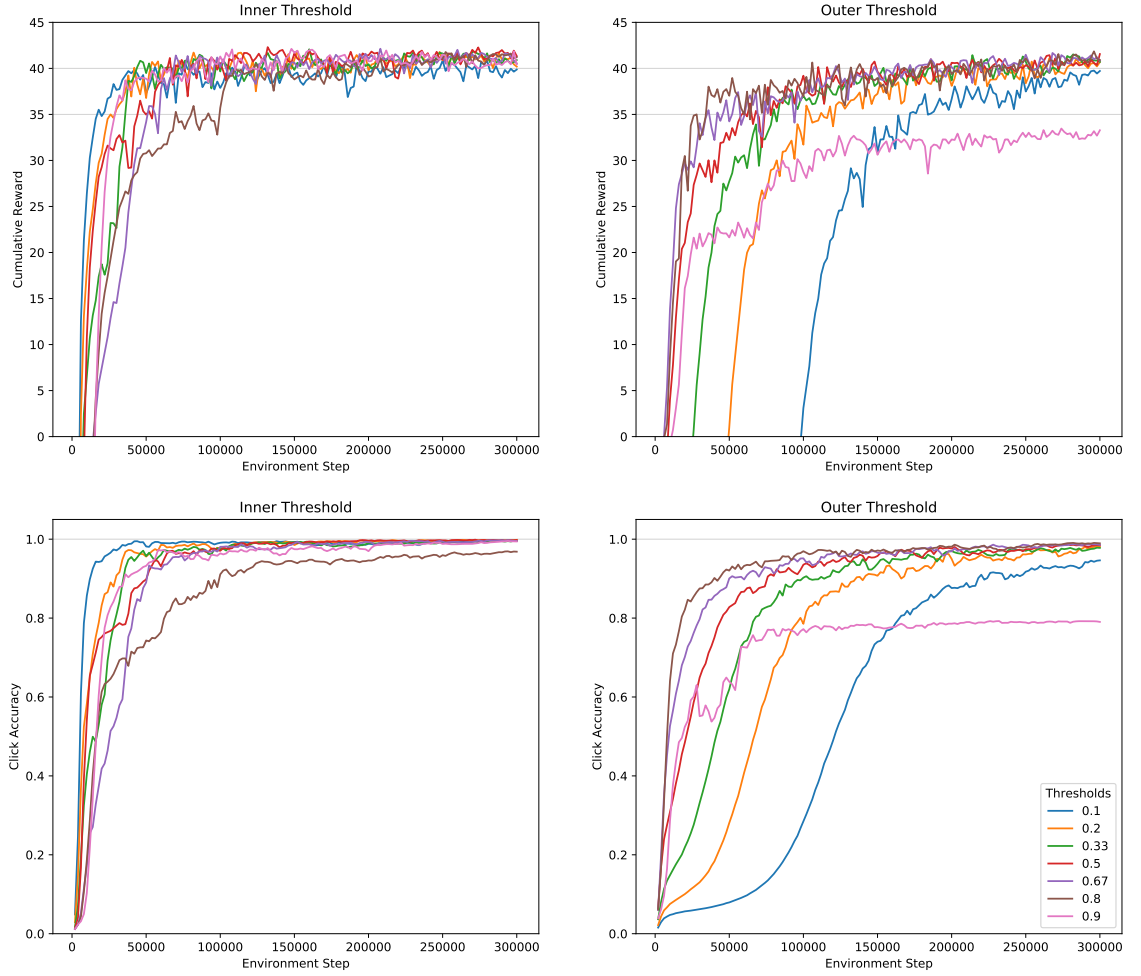 Inner Threshold
45
40
35
30
25
20
15
10
5
0
Cumulative Reward
0 50000 100000 150000 200000 250000 300000
Environment Step
Outer Threshold
45
40
35
30
25
20
15
10
5
0
Cumulative Reward
0 50000 100000 150000 200000 250000 300000
Environment Step
Inner Threshold
1.0
0.8
0.6
0.4
0.2
0.0
Click Accuracy
0 50000 100000 150000 200000 250000 300000
Environment Step
Outer Threshold
1.0
0.8
0.6
0.4
0.2
0.0
Click Accuracy
0 50000 100000 150000 200000 250000 300000
Environment Step
Thresholds
0.1
0.2
0.33
0.5
0.67
0.8
0.9